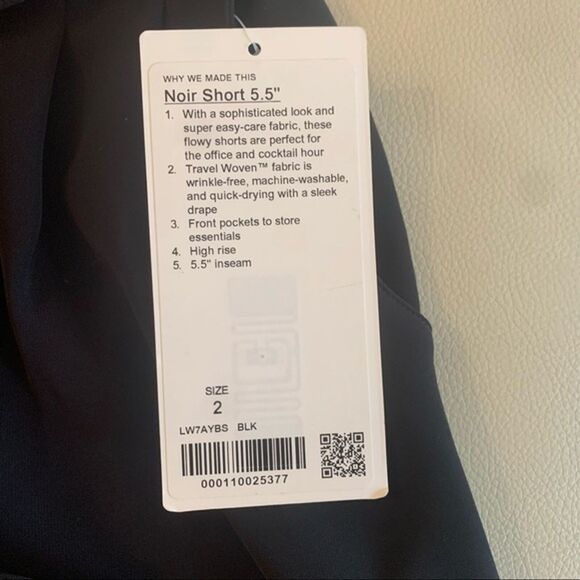 WHY WE MADE THIS
Noir Short 5.5"
1. With a sophisticated look and
super easy-care fabric, these
flowy shorts are perfect for
the office and cocktail hour
2. Travel Woven™ fabric is
wrinkle-free, machine-washable,
and quick-drying with a sleek
drape
3. Front pockets to store
essentials
4. High rise
5. 5.5" inseam
SIZE
2
LW7AYBS BLK
000110025377